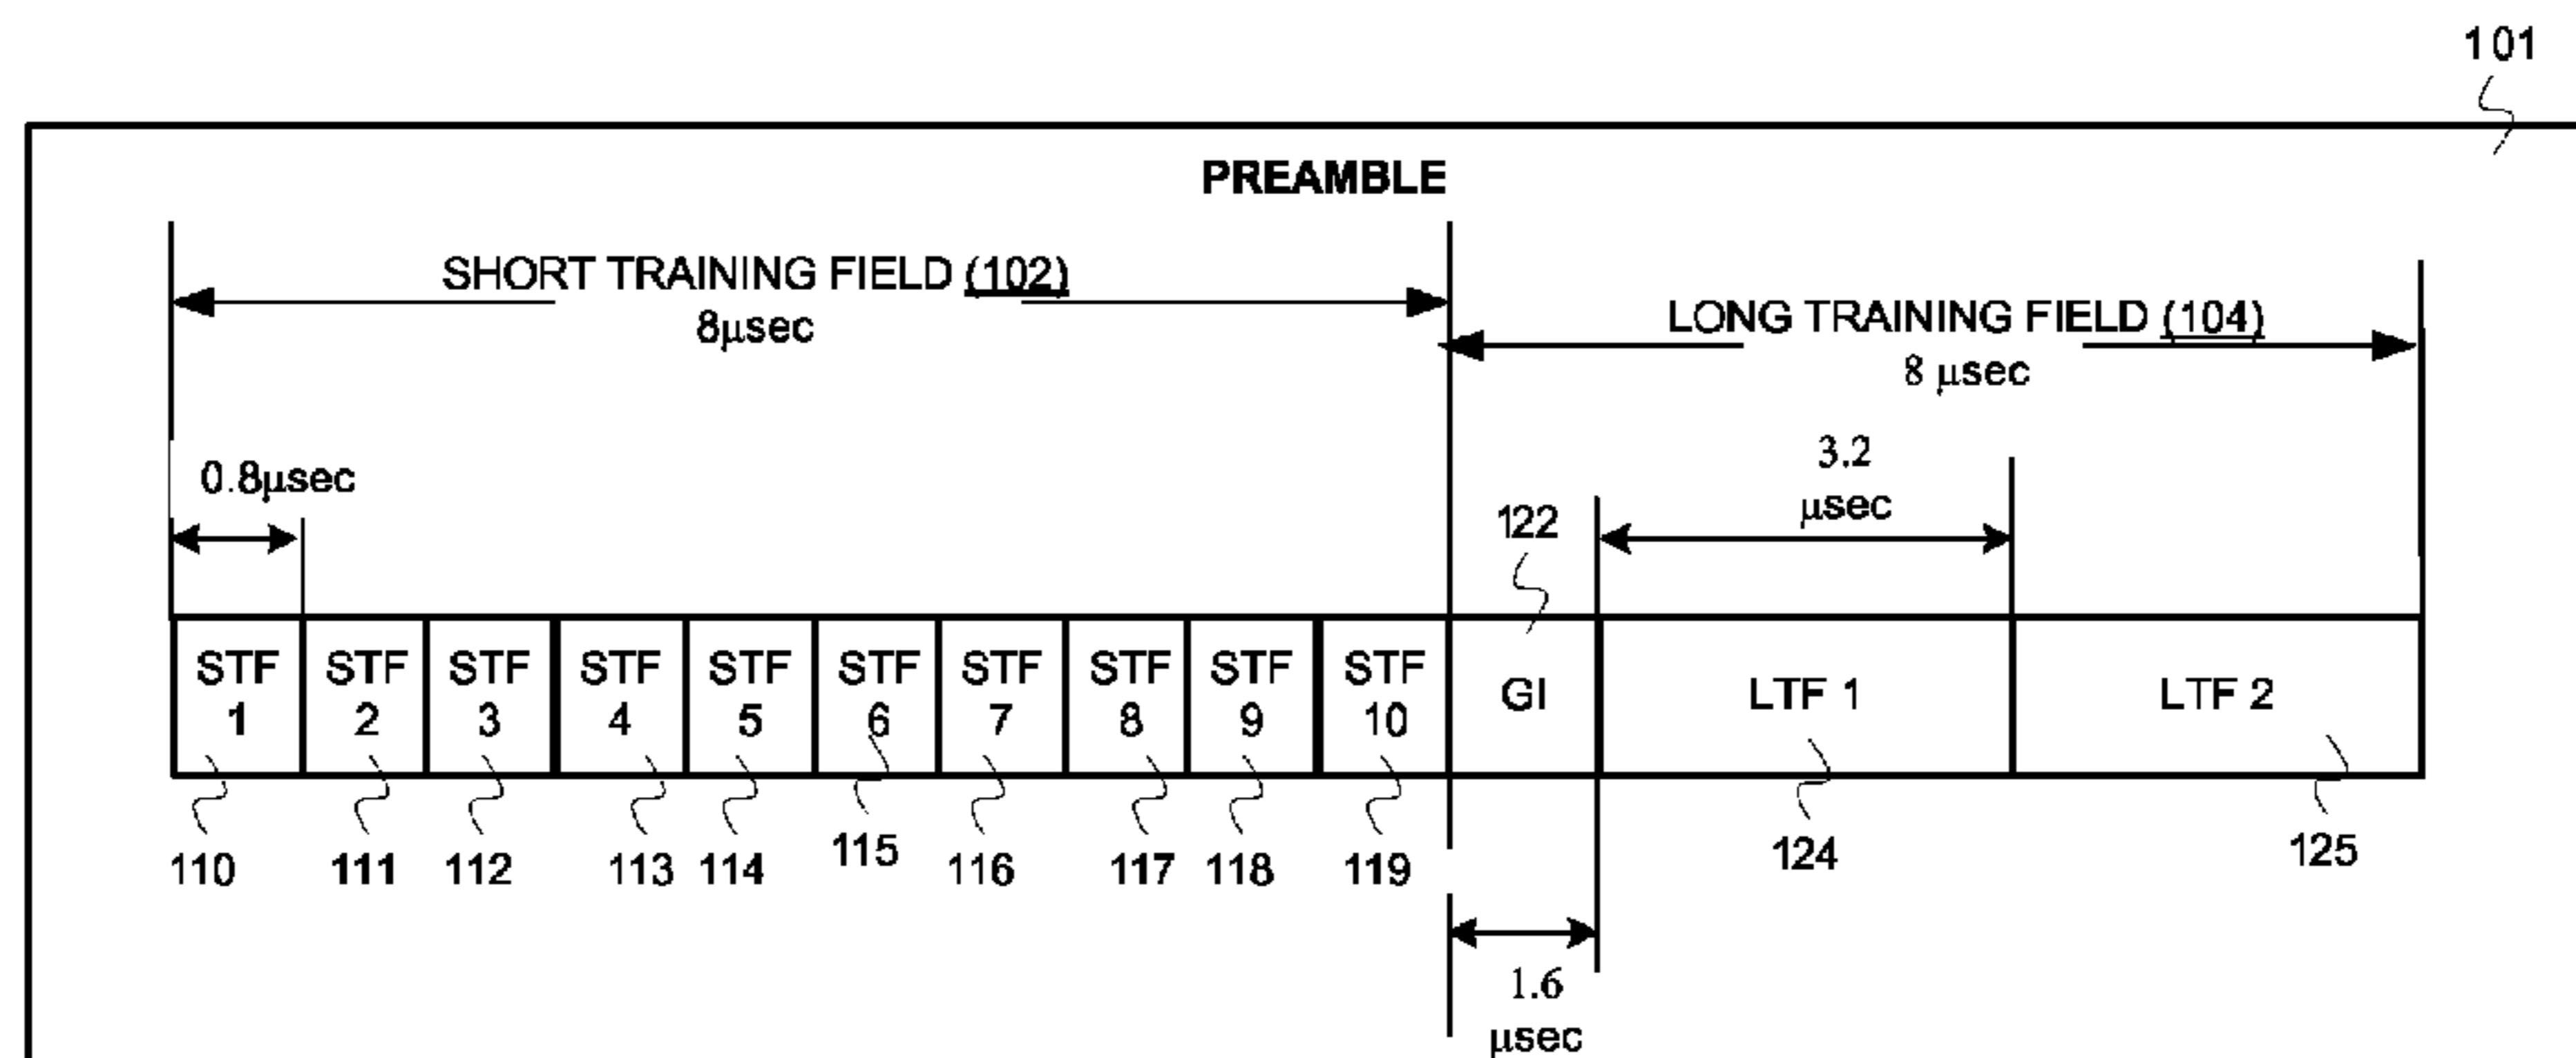 101
PREAMBLE
SHORT TRAINING FIELD (102)
8μsec
LONG TRAINING FIELD (104)
8 μsec
0.8μsec
3.2
μsec
122
STF
1
STF
2
STF
3
STF
4
STF
5
STF
6
STF
7
STF
8
STF
9
STF
10
GI
LTF 1
LTF 2
110
111
112
113
114
115
116
117
118
119
124
125
1.6
μsec